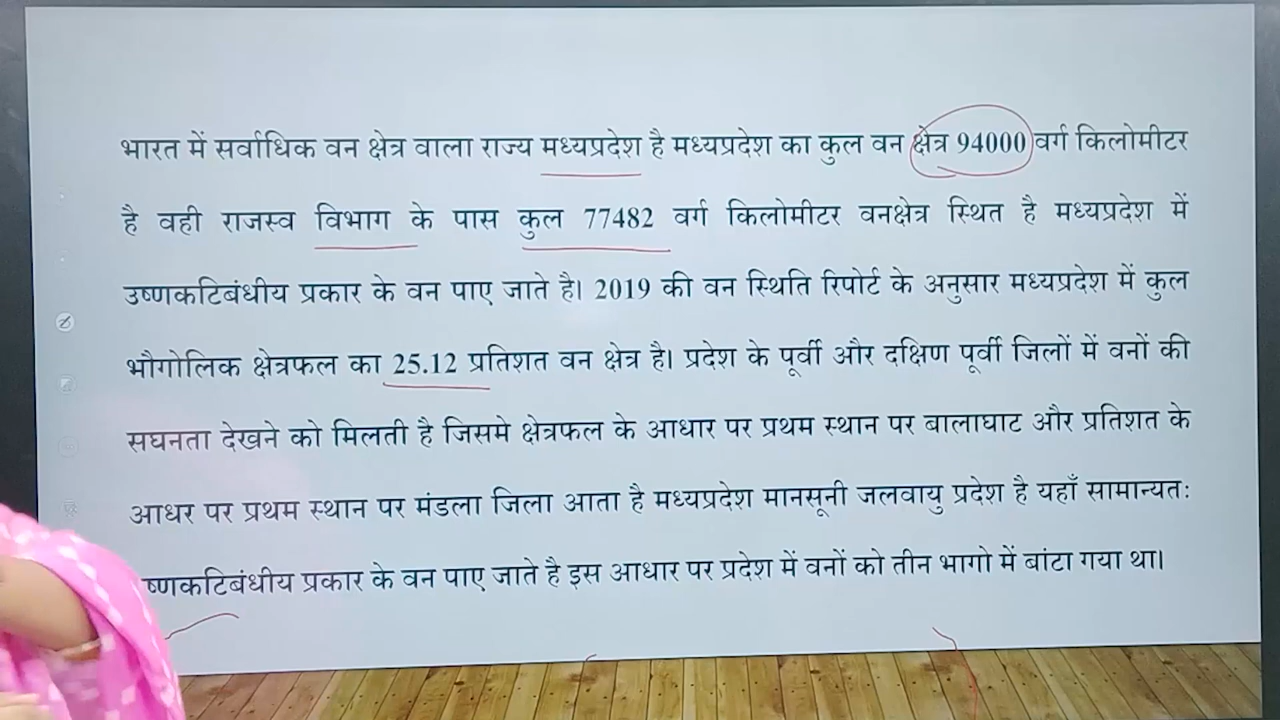 भारत में सर्वाधिक वन क्षेत्र वाला राज्य मध्यप्रदेश है मध्यप्रदेश का कुल वन क्षेत्र 94000 वर्ग किलोमीटर
है वही राजस्व विभाग के पास कुल 77482 वर्ग किलोमीटर वनक्षेत्र स्थित है मध्यप्रदेश में
उष्णकटिबंधीय प्रकार के वन पाए जाते है। 2019 की वन स्थिति रिपोर्ट के अनुसार मध्यप्रदेश में कुल
भौगोलिक क्षेत्रफल का 25.12 प्रतिशत वन क्षेत्र है। प्रदेश के पूर्वी और दक्षिण पूर्वी जिलों में वनों की
सघनता देखने को मिलती है जिसमे क्षेत्रफल के आधार पर प्रथम स्थान पर बालाघाट और प्रतिशत के
आधर पर प्रथम स्थान पर मंडला जिला आता है मध्यप्रदेश मानसूनी जलवायु प्रदेश है यहाँ सामान्यतः
ष्णकटिबंधीय प्रकार के वन पाए जाते है इस आधार पर प्रदेश में वनों को तीन भागो में बांटा गया था।